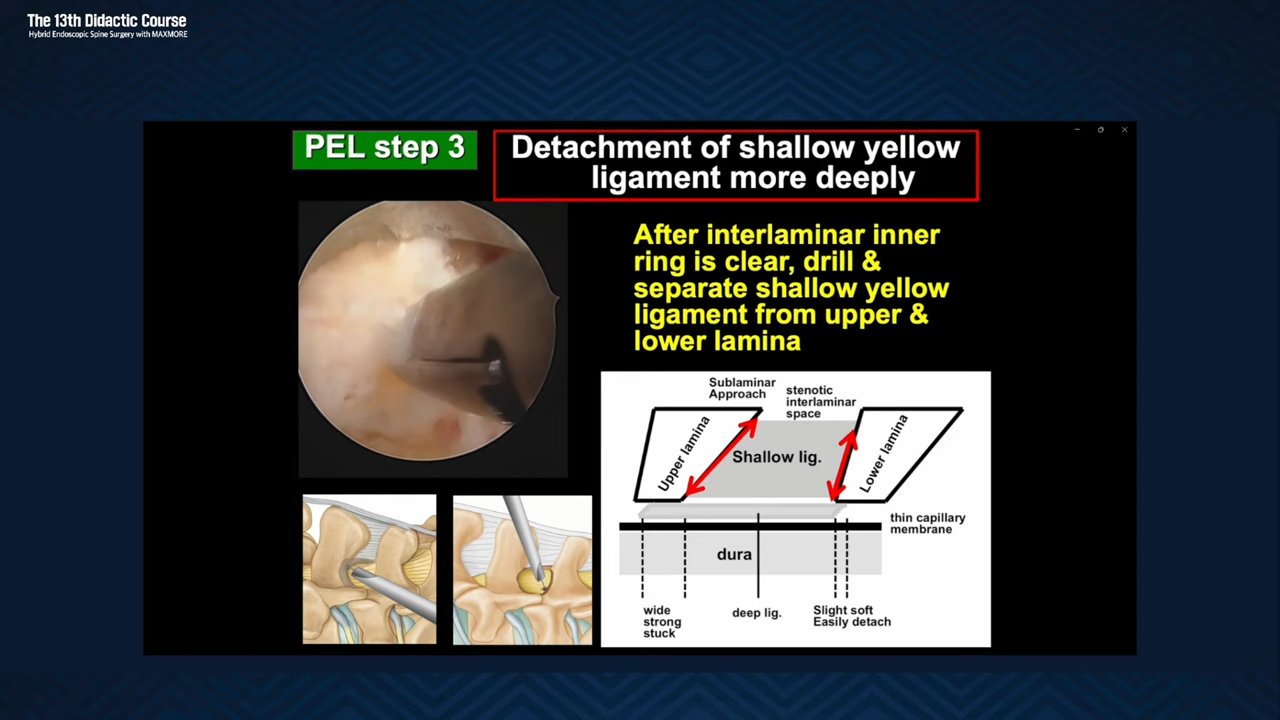 The 13th Didactic Course
Hybrid Endoscopic Spine Surgery with MAXMORE
PEL step 3
Detachment of shallow yellow
ligament more deeply
After interlaminar inner
ring is clear, drill &
separate shallow yellow
ligament from upper &
lower lamina
Sublaminar
Approach
stenotic
interlaminar
space
Upper lamina
Shallow lig.
Lower lamina
thin capillary
membrane
dura
wide
strong
stuck
deep lig.
Slight soft
Easily detach